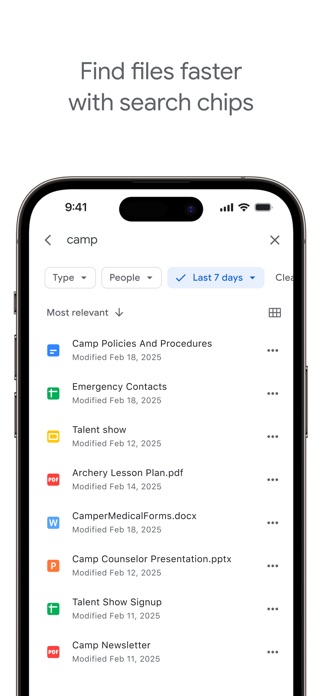 Find files faster
with search chips
9:41
camp
Type
People
Last 7 days
Most relevant
Camp Policies And Procedures
Modified Feb 18, 2025
Emergency Contacts
Modified Feb 18, 2025
Talent show
Modified Feb 12, 2025
PDF
Archery Lesson Plan.pdf
Modified Feb 14, 2025
W
CamperMedicalForms.docx
Modified Feb 18, 2025
P
Camp Counselor Presentation.pptx
Modified Feb 12, 2025
Talent Show Signup
Modified Feb 11, 2025
PDF
Camp Newsletter
Modified Feb 11, 2025